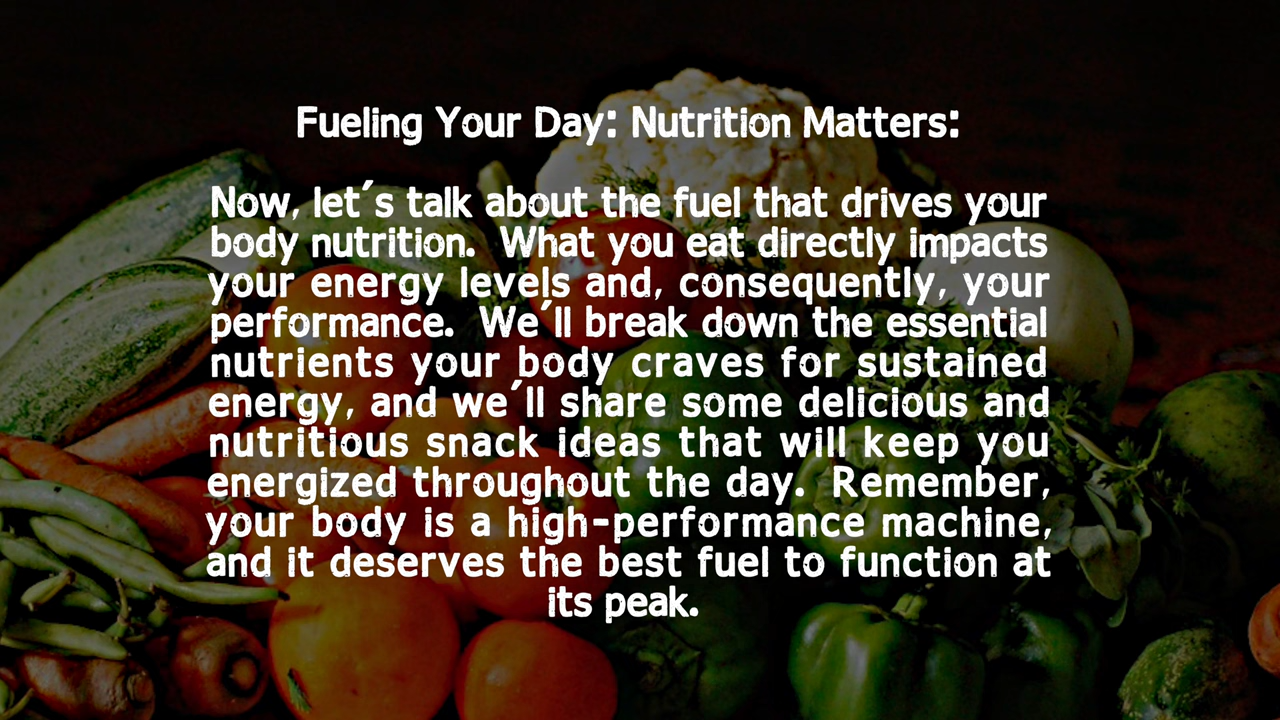 Fueling Your Day: Nutrition Matters:
Now, let´s talk about the fuel that drives your
body nutrition.  What you eat directly impacts
your energy levels and, consequently, your
performance.  We´ll break down the essential
nutrients your body craves for sustained
energy, and we´ll share some delicious and
nutritious snack ideas that will keep you
energized throughout the day.  Remember,
your body is a high-performance machine,
and it deserves the best fuel to function at
its peak.